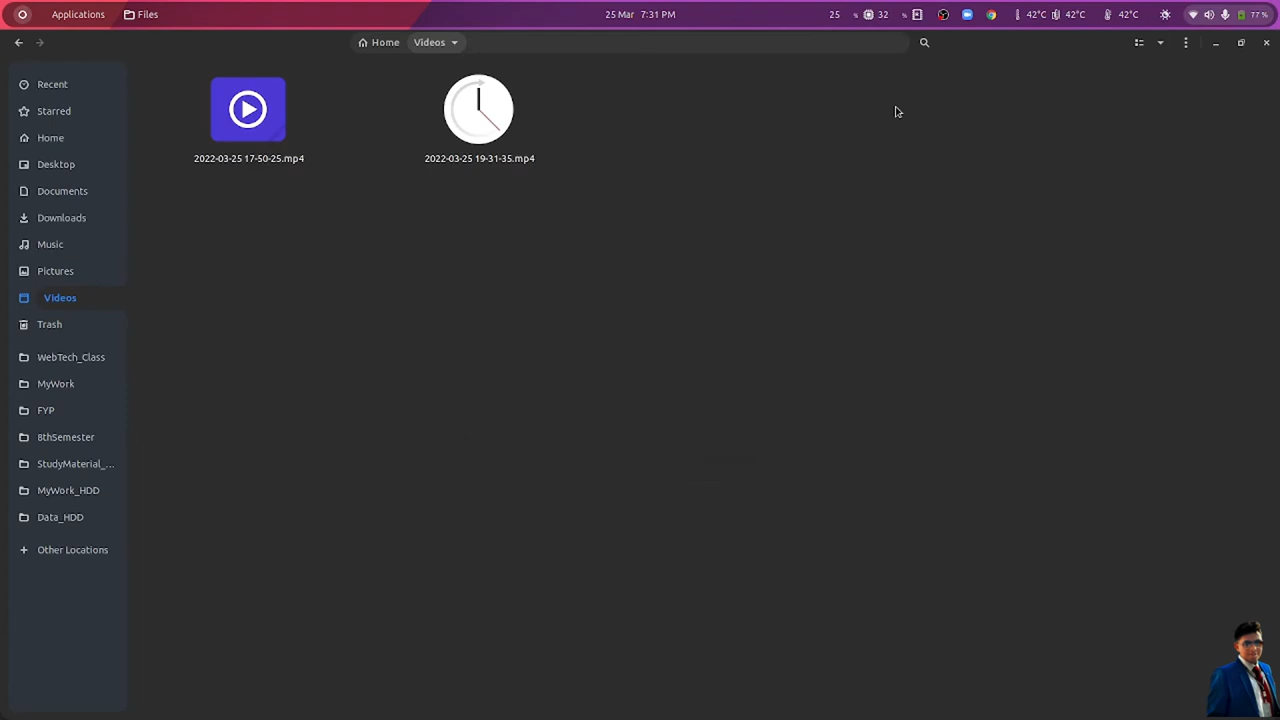 Applications Files 25 Mar 7:31 PM 25 % 32 % 42°C 42°C 42°C 77 %
Home Videos
Recent
Starred
Home
Desktop
Documents
Downloads
Music
Pictures
Videos
Trash
WebTech_Class
MyWork
FYP
8thSemester
StudyMaterial_...
MyWork_HDD
Data_HDD
Other Locations
2022-03-25 17-50-25.mp4 2022-03-25 19-31-35.mp4